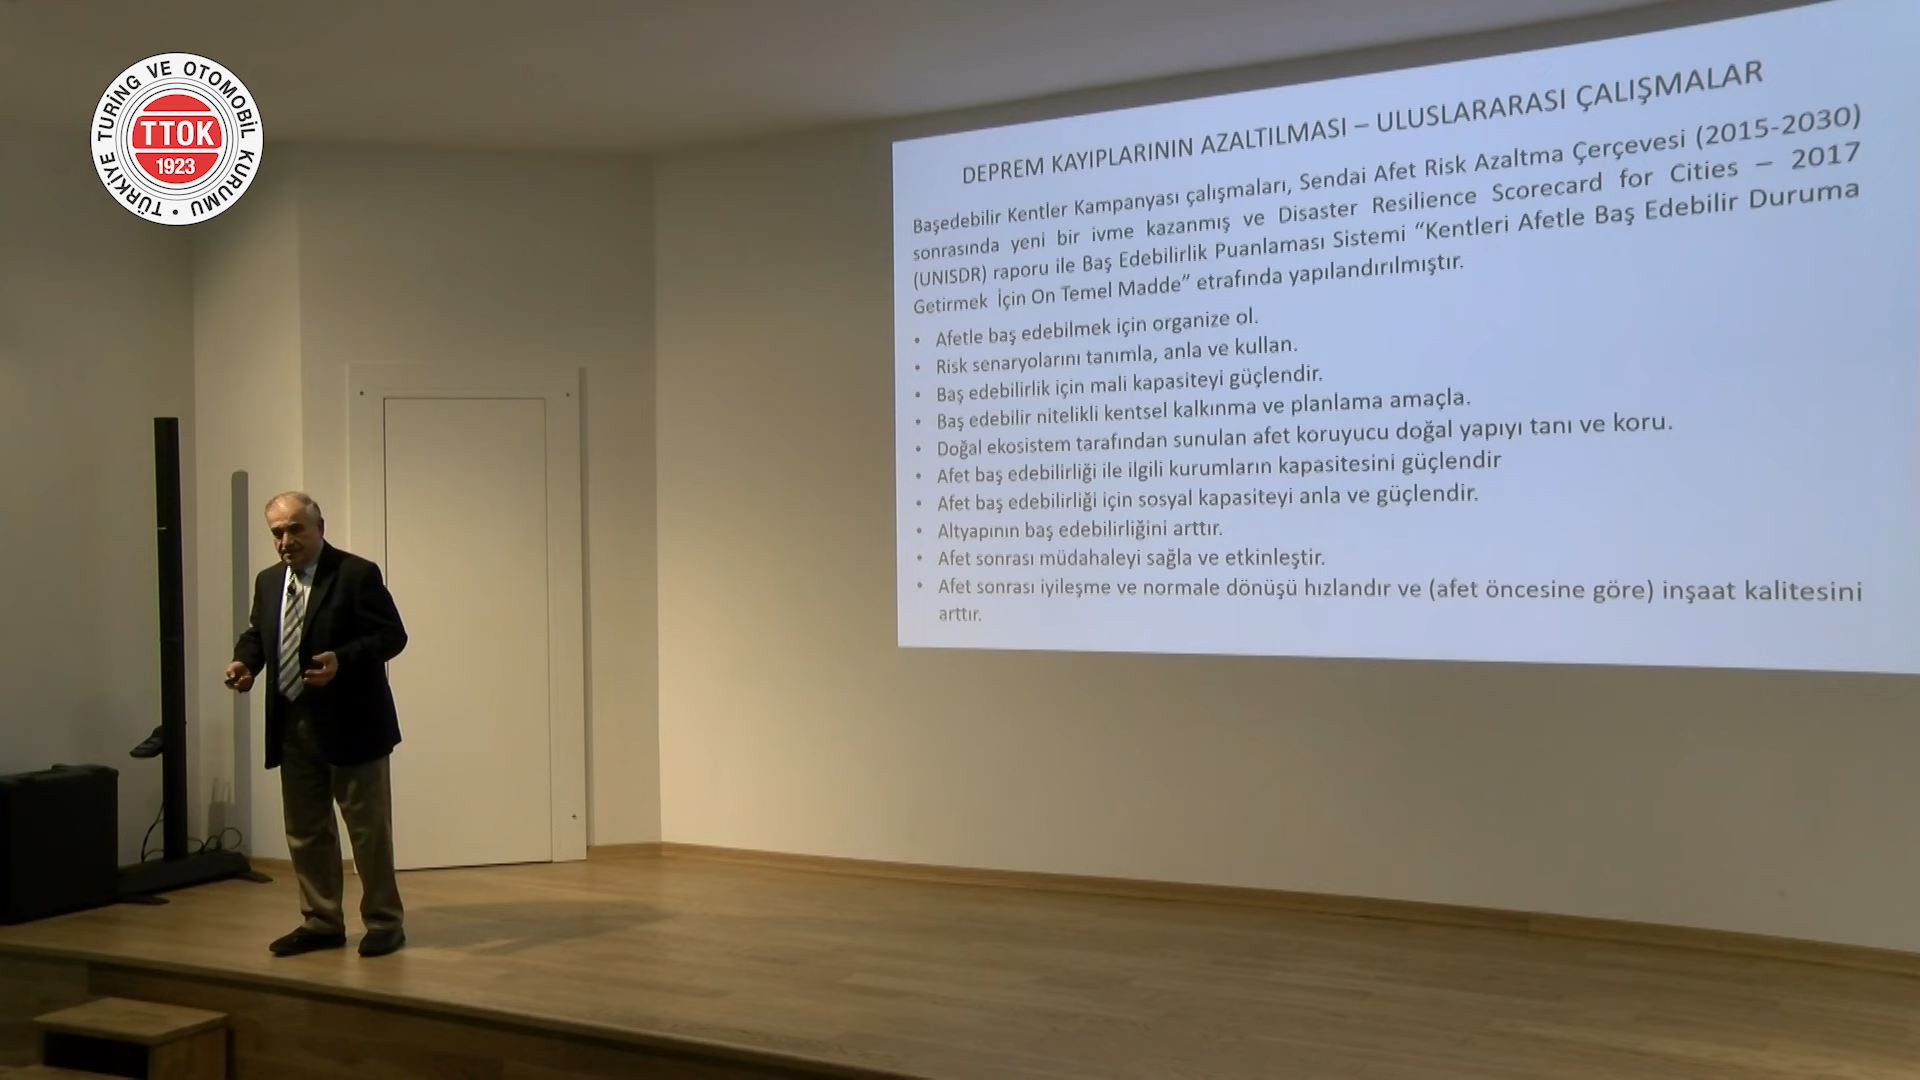 TÜRKİYE TURİNG VE OTOMOBİL KURUMU •
TTOK
1923
DEPREM KAYIPLARININ AZALTILMASI – ULUSLARARASI ÇALIŞMALAR
Başedebilir Kentler Kampanyası çalışmaları, Sendai Afet Risk Azaltma Çerçevesi (2015-2030)
sonrasında yeni bir ivme kazanmış ve Disaster Resilience Scorecard for Cities – 2017
(UNISDR) raporu ile Baş Edebilirlik Puanlaması Sistemi “Kentleri Afetle Baş Edebilir Duruma
Getirmek İçin On Temel Madde” etrafında yapılandırılmıştır.
• Afetle baş edebilmek için organize ol.
• Risk senaryolarını tanımla, anla ve kullan.
• Baş edebilirlik için mali kapasiteyi güçlendir.
• Baş edebilir nitelikli kentsel kalkınma ve planlama amaçla.
• Doğal ekosistem tarafından sunulan afet koruyucu doğal yapıyı tanı ve koru.
• Afet baş edebilirliği ile ilgili kurumların kapasitesini güçlendir
• Afet baş edebilirliği için sosyal kapasiteyi anla ve güçlendir.
• Altyapının baş edebilirliğini arttır.
• Afet sonrası müdahaleyi sağla ve etkinleştir.
• Afet sonrası iyileşme ve normale dönüşü hızlandır ve (afet öncesine göre) inşaat kalitesini
arttır.